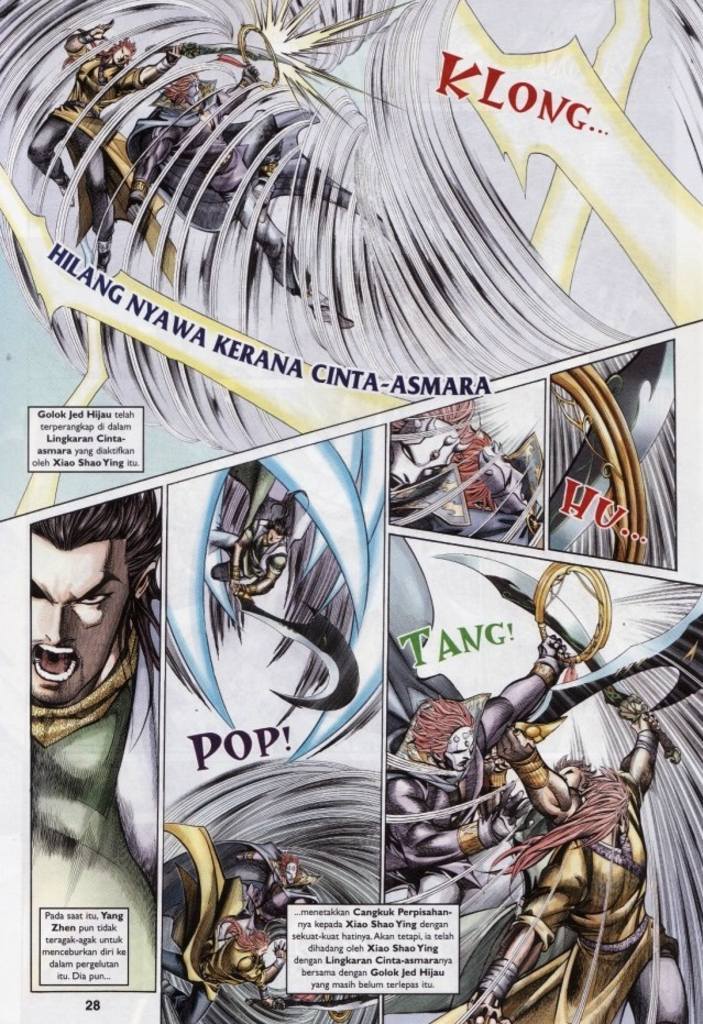 KLONG...
HILANG NYAWA KERANA CINTA-ASMARA
Golok Jed Hijau telah
terperangkap di dalam
Lingkaran Cinta-
asmara yang diaktifkan
oleh Xiao Shao Ying itu.
HU...
TANG!
POP!
Pada saat itu, Yang
Zhen pun tidak
teragak-agak untuk
menceburkan diri ke
dalam pergelutan
itu. Dia pun...
...menetakkan Cangkuk Perpisahan-
nya kepada Xiao Shao Ying dengan
sekuat-kuat hatinya. Akan tetapi, ia telah
dihadang oleh Xiao Shao Ying
dengan Lingkaran Cinta-asmaranya
bersama dengan Golok Jed Hijau
yang masih belum terlepas itu.
28